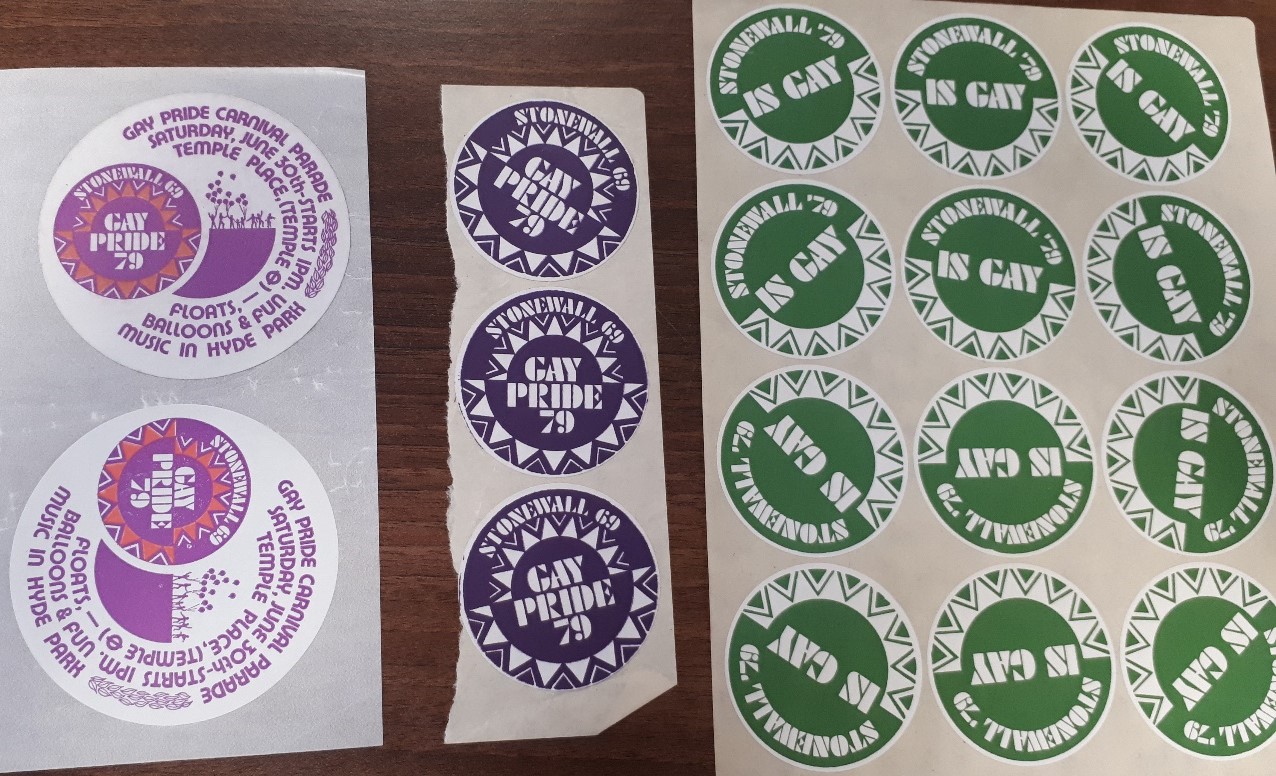 GAY PRIDE CARNIVAL PARADE
SATURDAY, JUNE 30th-STARTS 1pm
TEMPLE PLACE, (TEMPLE ⊖)
STONEWALL 69
GAY
PRIDE
79
FLOATS,—
BALLOONS & FUN
MUSIC IN HYDE PARK
GAY PRIDE CARNIVAL PARADE
SATURDAY, JUNE 30th-STARTS 1pm.
TEMPLE PLACE, (TEMPLE ⊖)
STONEWALL 69
GAY
PRIDE
79
FLOATS,—
BALLOONS & FUN.
MUSIC IN HYDE PARK
STONEWALL 69
GAY
PRIDE
79
STONEWALL 69
GAY
PRIDE
79
STONEWALL 69
GAY
PRIDE
79
STONEWALL '79
IS GAY
STONEWALL '79
IS GAY
STONEWALL '79
IS GAY
STONEWALL '79
IS GAY
STONEWALL '79
IS GAY
STONEWALL '79
IS GAY
STONEWALL '79
IS GAY
STONEWALL '79
IS GAY
STONEWALL '79
IS GAY
STONEWALL '79
IS GAY
STONEWALL '79
IS GAY
STONEWALL '79
IS GAY